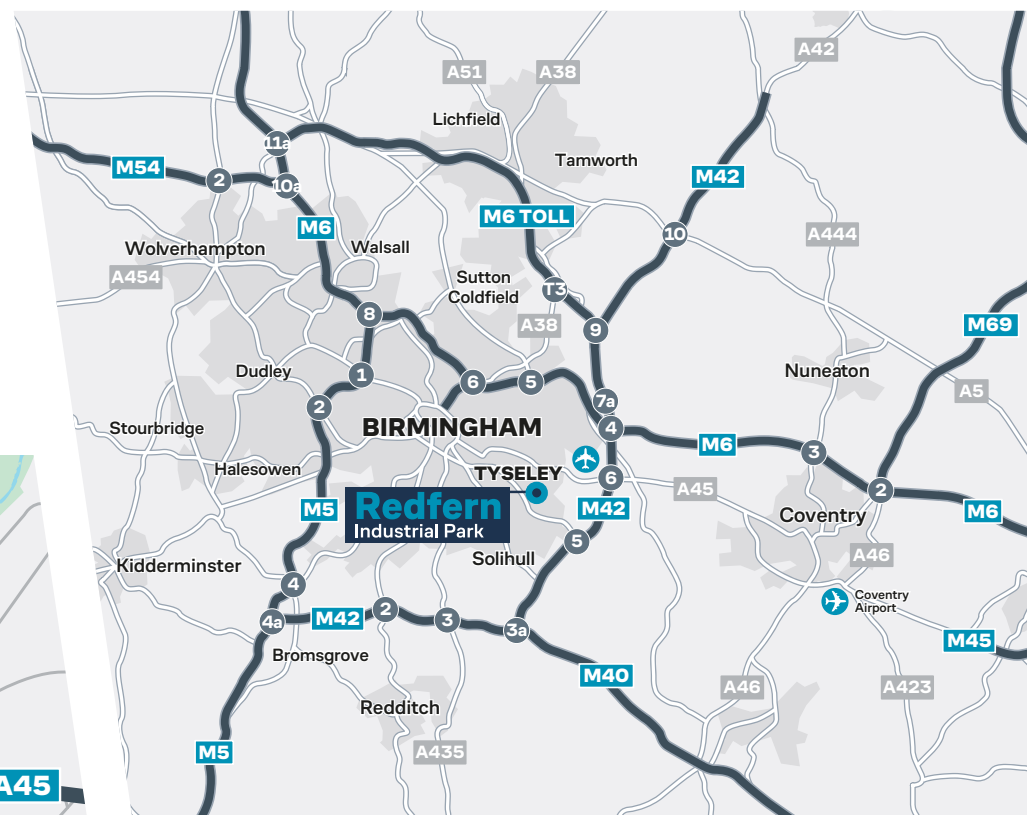 A42
A51
A38
Lichfield
11a
Tamworth
M54
2
10a
M42
M6
M6 TOLL
10
A444
Wolverhampton
Walsall
A454
Sutton
Coldfield
T3
8
A38
9
M69
Dudley
1
6
5
Nuneaton
A5
2
7a
Stourbridge
BIRMINGHAM
4
M6
3
Halesowen
TYSELEY
6
A45
2
M5
Redfern
Industrial Park
M42
Coventry
M6
5
Solihull
A46
Kidderminster
4
Coventry
Airport
4a
M42
2
3
3a
M45
Bromsgrove
M40
A46
A423
Redditch
M5
A435
A45